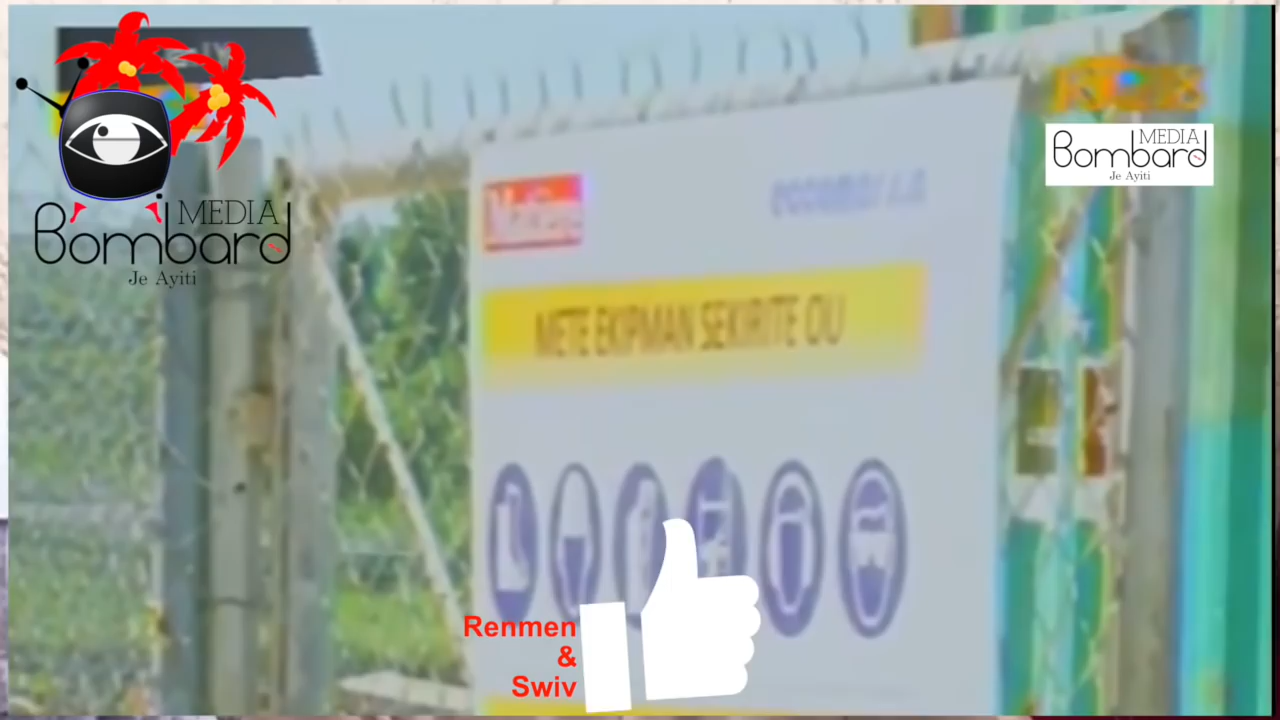 MEDIA
Bombard
Je Ayiti
MEDIA
Bombard
Je Ayiti
METE EKIPMAN SEKIRITE OU
Renmen
&
Swiv